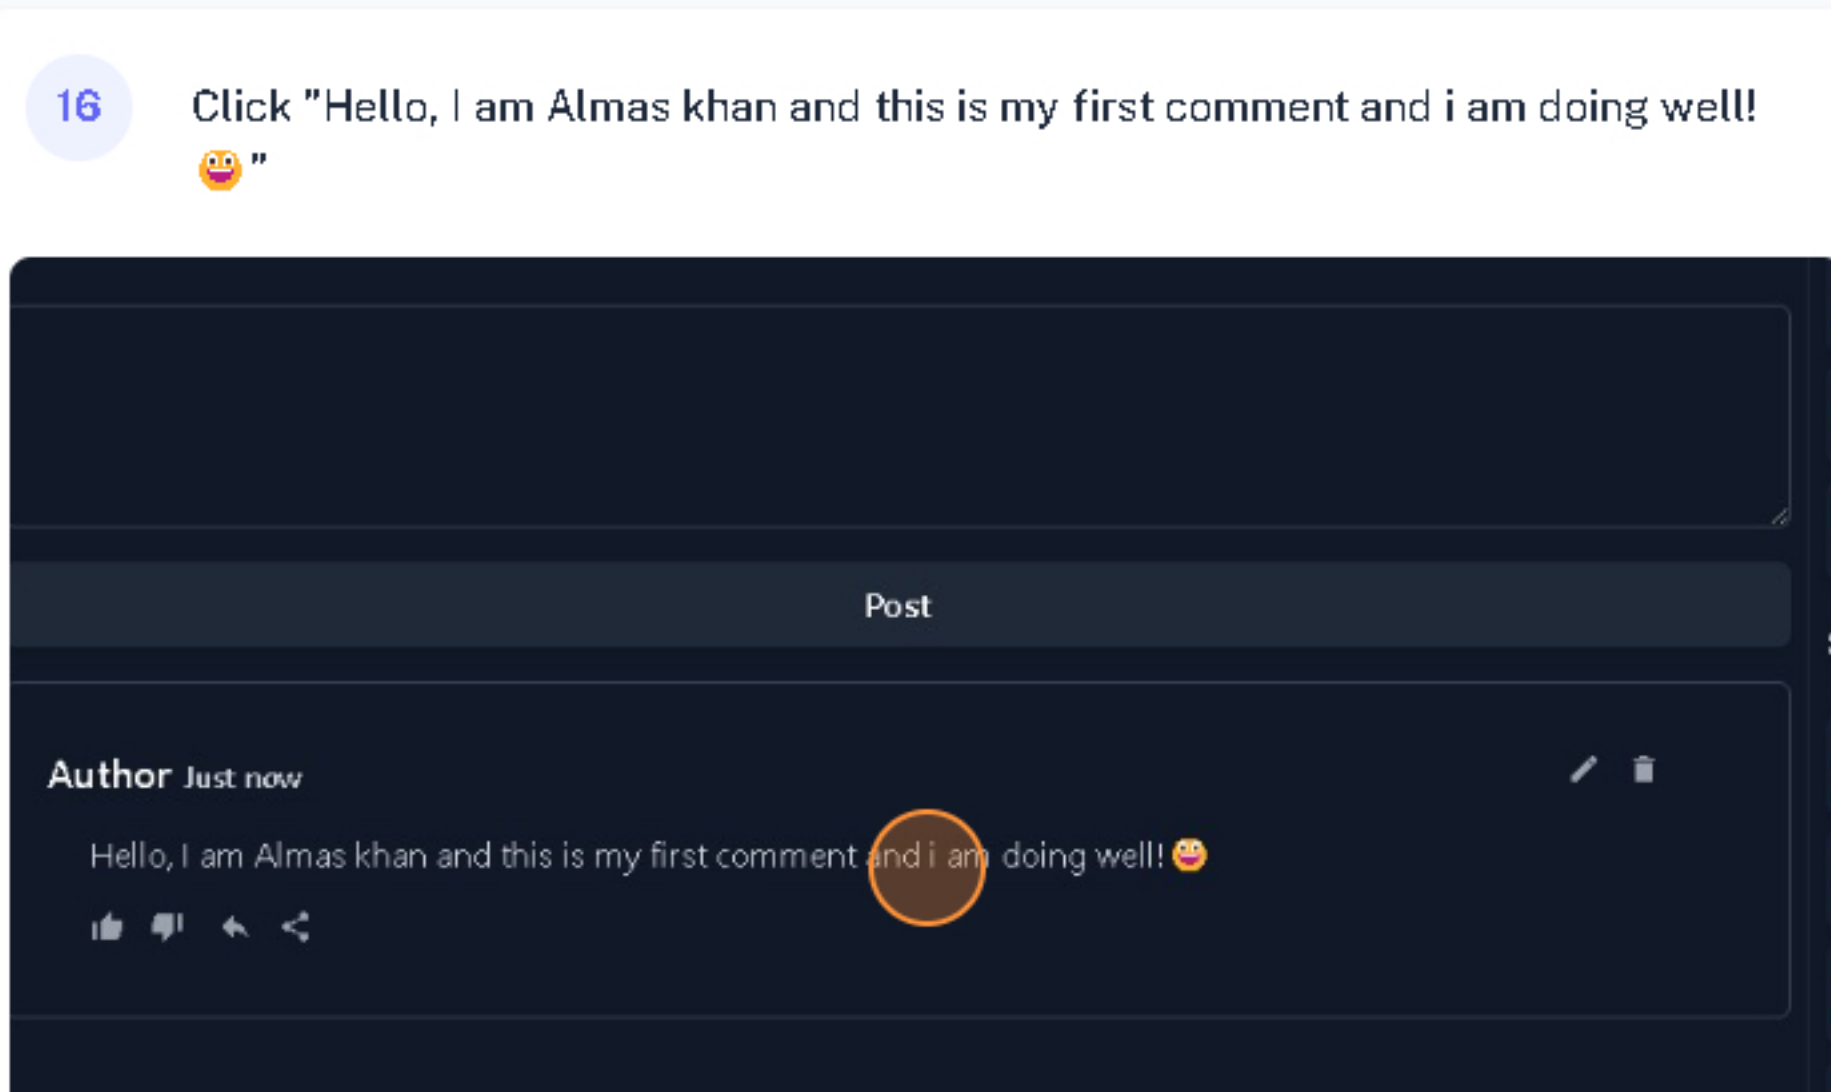 16
Click "Hello, I am Almas khan and this is my first comment and i am doing well!
😀"
Post
Author Just now
Hello, I am Almas khan and this is my first comment and i am doing well! 😀